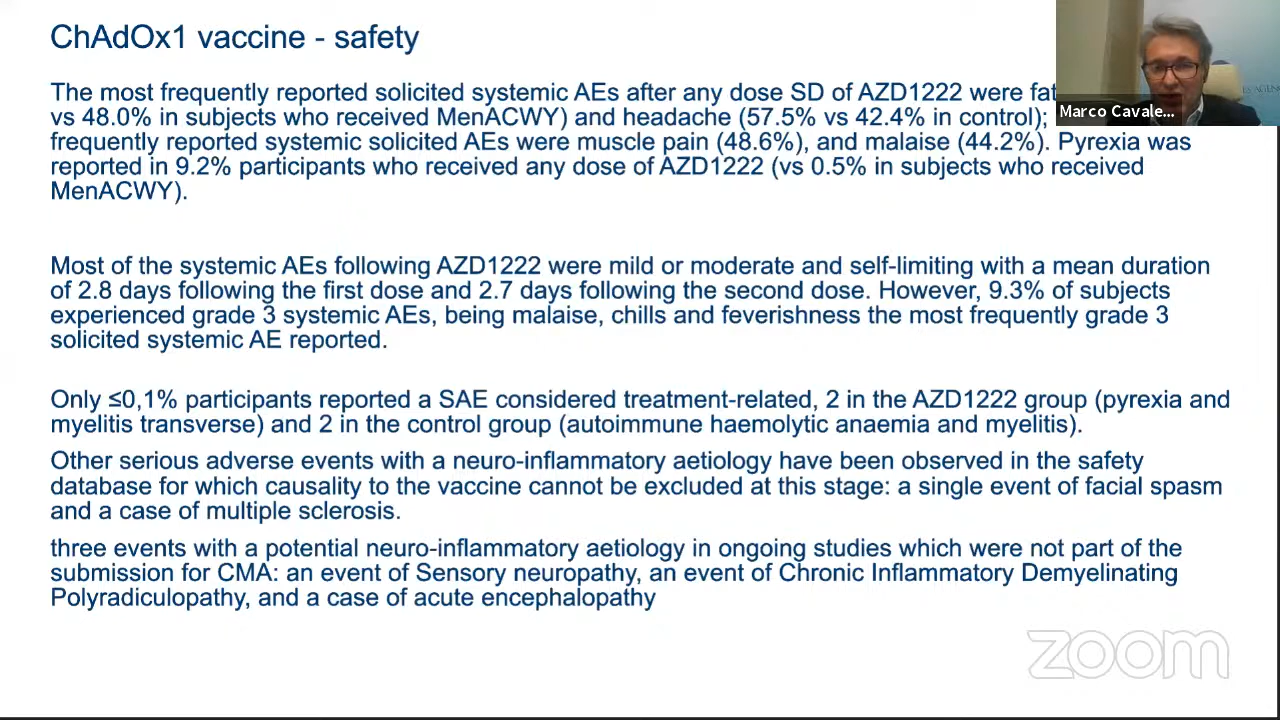 ChAdOx1 vaccine - safety
The most frequently reported solicited systemic AEs after any dose SD of AZD1222 were
vs 48.0% in subjects who received MenACWY) and headache (57.5% vs 42.4% in control);
frequently reported systemic solicited AEs were muscle pain (48.6%), and malaise (44.2%). Pyrexia was
reported in 9.2% participants who received any dose of AZD1222 (vs 0.5% in subjects who received
MenACWY).
Most of the systemic AEs following AZD1222 were mild or moderate and self-limiting with a mean duration
of 2.8 days following the first dose and 2.7 days following the second dose. However, 9.3% of subjects
experienced grade 3 systemic AEs, being malaise, chills and feverishness the most frequently grade 3
solicited systemic AE reported.
Only ≤0,1% participants reported a SAE considered treatment-related, 2 in the AZD1222 group (pyrexia and
myelitis transverse) and 2 in the control group (autoimmune haemolytic anaemia and myelitis).
Other serious adverse events with a neuro-inflammatory aetiology have been observed in the safety
database for which causality to the vaccine cannot be excluded at this stage: a single event of facial spasm
and a case of multiple sclerosis.
three events with a potential neuro-inflammatory aetiology in ongoing studies which were not part of the
submission for CMA: an event of Sensory neuropathy, an event of Chronic Inflammatory Demyelinating
Polyradiculopathy, and a case of acute encephalopathy
Marco Cavale...
zoom